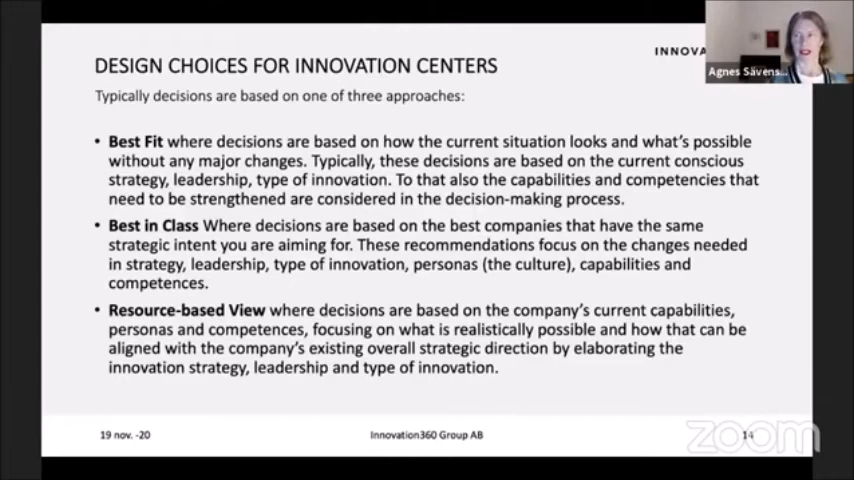 INNOVA
Agnes Sävens...
DESIGN CHOICES FOR INNOVATION CENTERS
Typically decisions are based on one of three approaches:
• Best Fit where decisions are based on how the current situation looks and what's possible
without any major changes. Typically, these decisions are based on the current conscious
strategy, leadership, type of innovation. To that also the capabilities and competencies that
need to be strengthened are considered in the decision-making process.
• Best in Class Where decisions are based on the best companies that have the same
strategic intent you are aiming for. These recommendations focus on the changes needed
in strategy, leadership, type of innovation, personas (the culture), capabilities and
competences.
• Resource-based View where decisions are based on the company's current capabilities,
personas and competences, focusing on what is realistically possible and how that can be
aligned with the company's existing overall strategic direction by elaborating the
innovation strategy, leadership and type of innovation.
19 nov. -20
Innovation360 Group AB
14
zoom